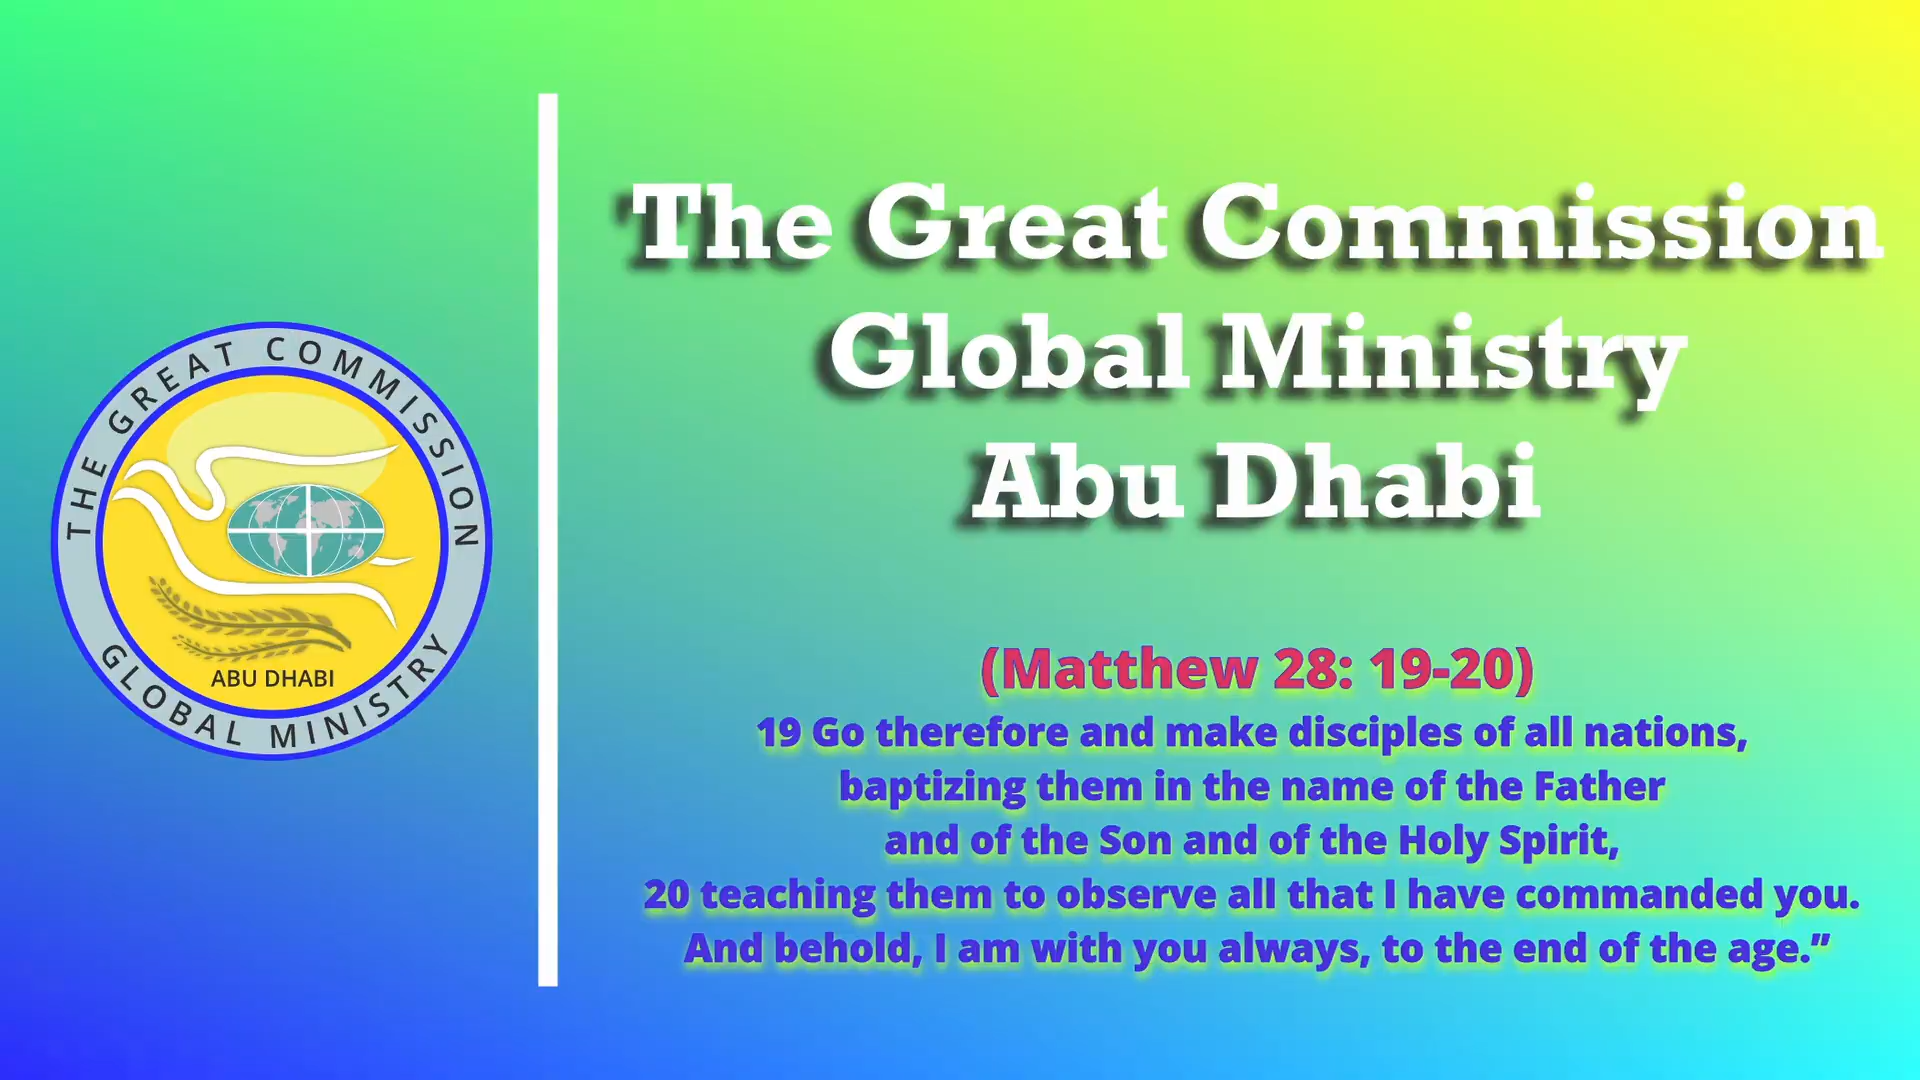 THE GREAT COMMISSION
GLOBAL MINISTRY
ABU DHABI
The Great Commission
Global Ministry
Abu Dhabi
(Matthew 28: 19-20)
19 Go therefore and make disciples of all nations,
baptizing them in the name of the Father
and of the Son and of the Holy Spirit,
20 teaching them to observe all that I have commanded you.
And behold, I am with you always, to the end of the age.”